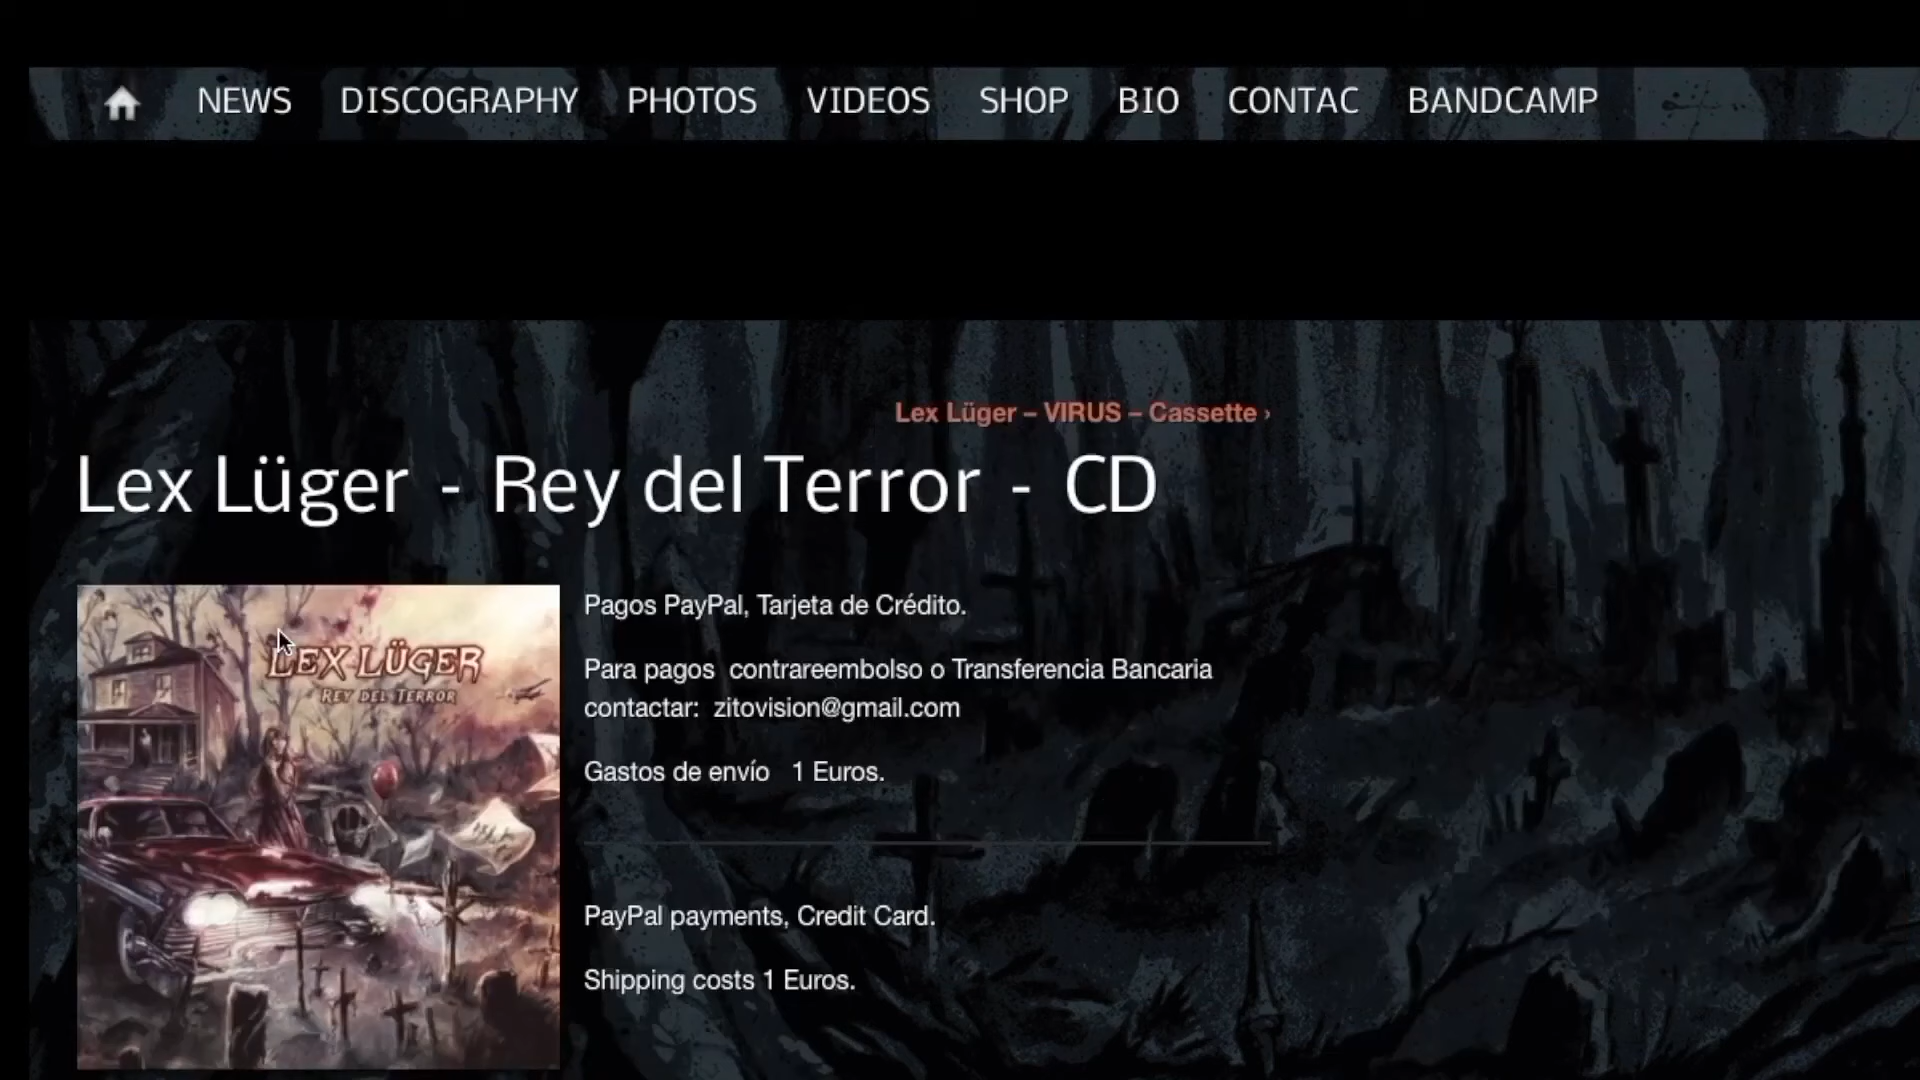 NEWS DISCOGRAPHY PHOTOS VIDEOS SHOP BIO CONTAC BANDCAMP
Lex Lüger – VIRUS – Cassette ›
Lex Lüger - Rey del Terror - CD
LEX LÜGER
REY DEL TERROR
Pagos PayPal, Tarjeta de Crédito.
Para pagos contrareembolso o Transferencia Bancaria
contactar: zitovision@gmail.com
Gastos de envío 1 Euros.
PayPal payments, Credit Card.
Shipping costs 1 Euros.